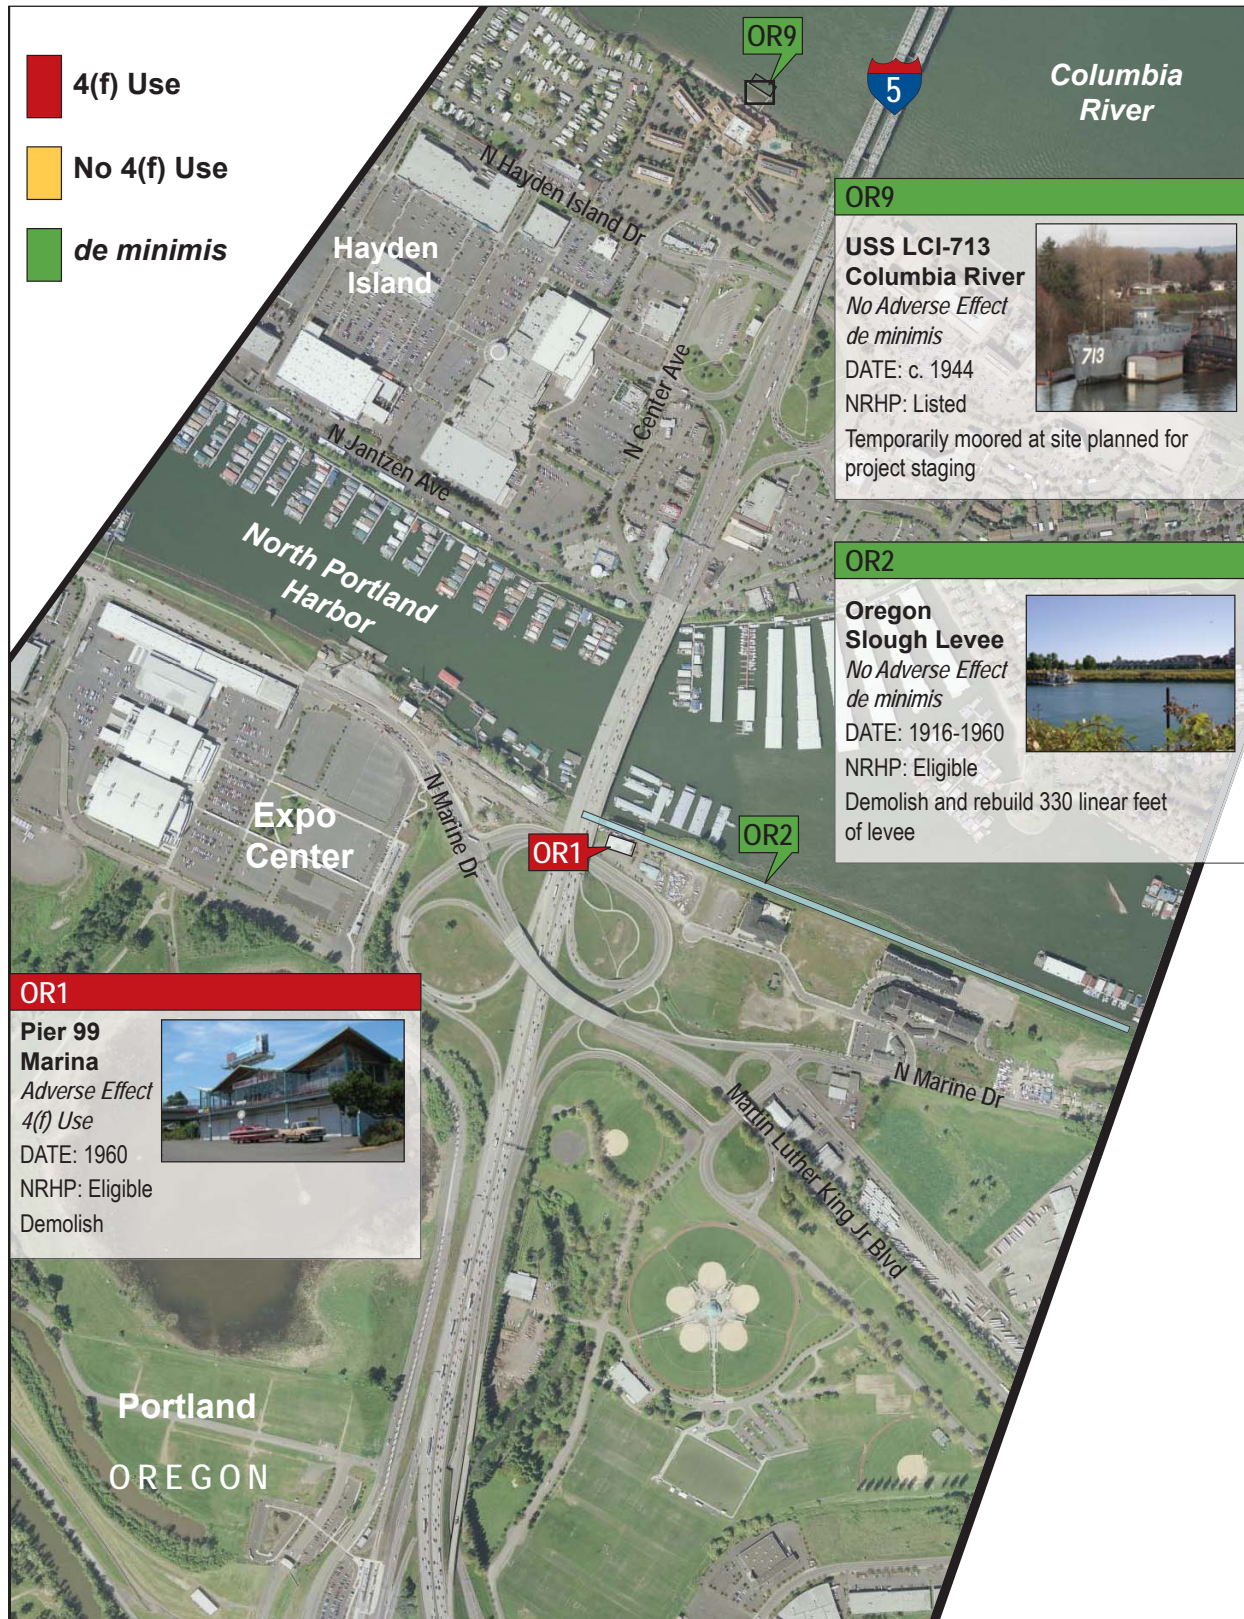 4(f) Use
No 4(f) Use
de minimis
OR9
5
Columbia
River
N Hayden Island Dr
Hayden
Island
N Center Ave
N Jantzen Ave
North Portland
Harbor
OR9
USS LCI-713
Columbia River
No Adverse Effect
de minimis
DATE: c. 1944
NRHP: Listed
Temporarily moored at site planned for
project staging
713
OR2
Oregon
Slough Levee
No Adverse Effect
de minimis
DATE: 1916-1960
NRHP: Eligible
Demolish and rebuild 330 linear feet
of levee
Expo
Center
N Marine Dr
OR1
OR2
OR1
Pier 99
Marina
Adverse Effect
4(f) Use
DATE: 1960
NRHP: Eligible
Demolish
N Marine Dr
Martin Luther King Jr Blvd
Portland
OREGON